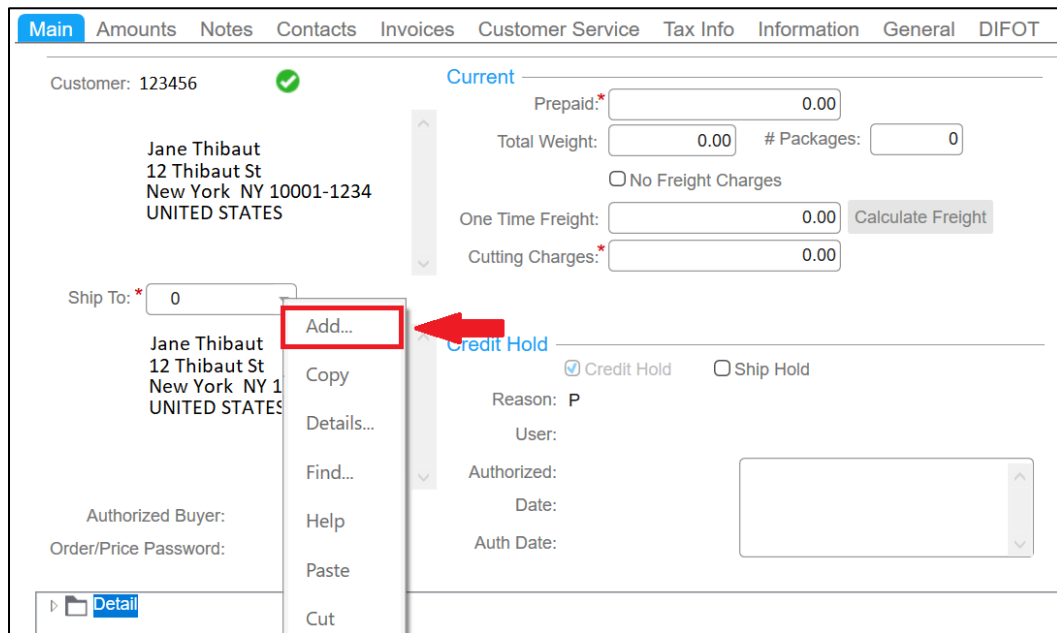 Main Amounts Notes Contacts Invoices Customer Service Tax Info Information General DIFOT
Customer: 123456
Jane Thibaut
12 Thibaut St
New York NY 10001-1234
UNITED STATES
Current
Prepaid:* 0.00
Total Weight: 0.00 # Packages: 0
No Freight Charges
One Time Freight: 0.00 Calculate Freight
Cutting Charges:* 0.00
Ship To: * 0
Jane Thibaut
12 Thibaut St
New York NY 1
UNITED STATES
Add...
Copy
Details...
Find...
Help
Paste
Cut
Credit Hold
Credit Hold Ship Hold
Reason: P
User:
Authorized:
Date:
Auth Date:
Authorized Buyer:
Order/Price Password:
Detail